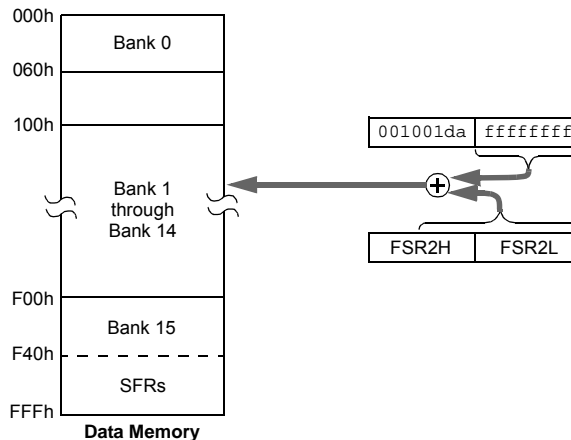 000h
Bank 0
060h
100h
001001da ffffffff
Bank 1
through
Bank 14
FSR2H FSR2L
F00h
Bank 15
F40h
SFRs
FFFh
Data Memory